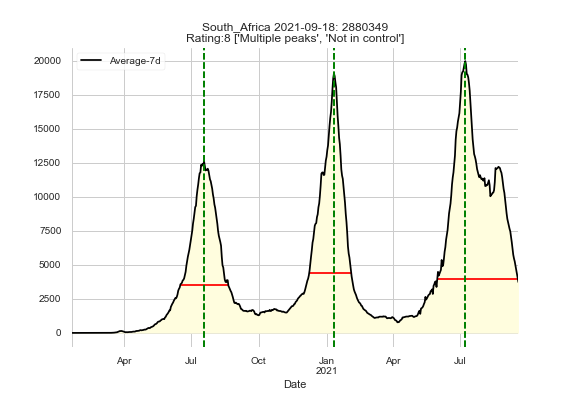 South_Africa 2021-09-18: 2880349
Rating:8 ['Multiple peaks', 'Not in control']
Average-7d
20000
17500
15000
12500
10000
7500
5000
2500
0
Apr Jul Oct Jan Apr Jul
2021
Date